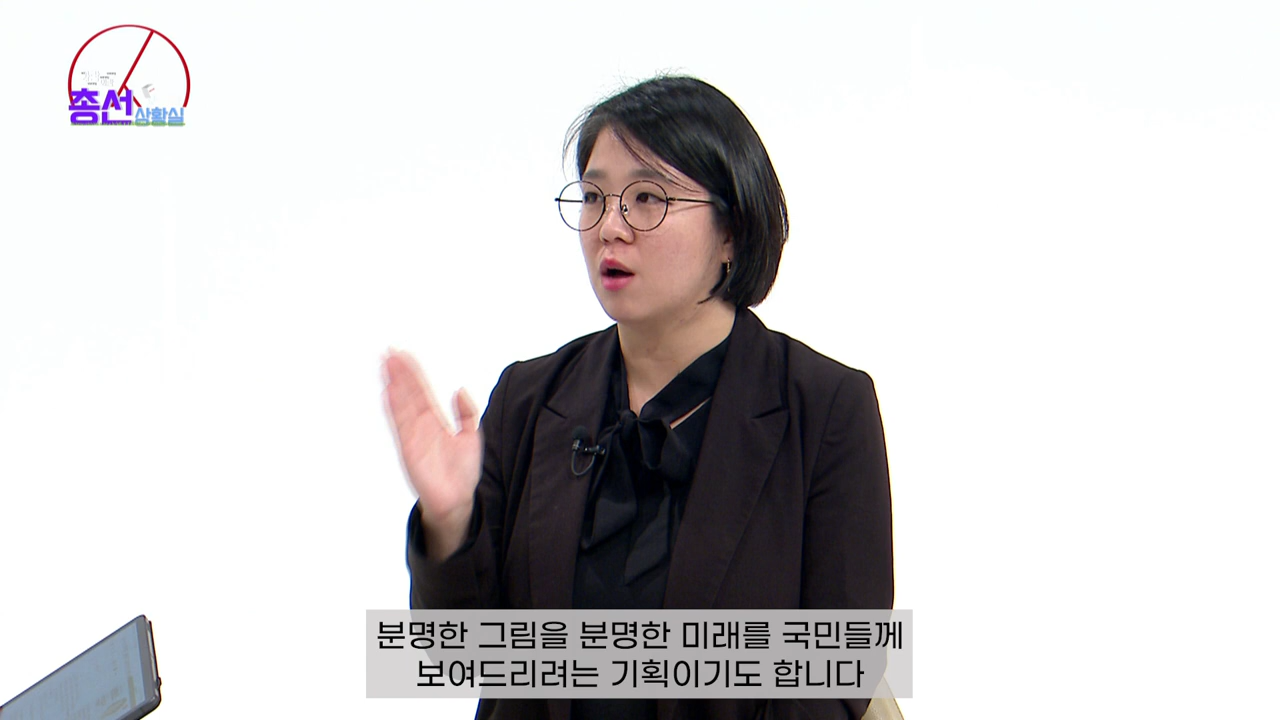 총선상황실
분명한 그림을 분명한 미래를 국민들께
보여드리려는 기획이기도 합니다